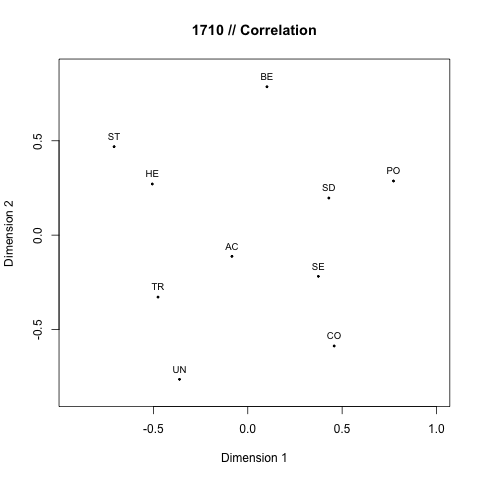 1710 // Correlation
BE
ST
HE
PO
SD
AC
SE
TR
CO
UN
0.5
0.0
-0.5
Dimension 2
-0.5
0.0
0.5
1.0
Dimension 1